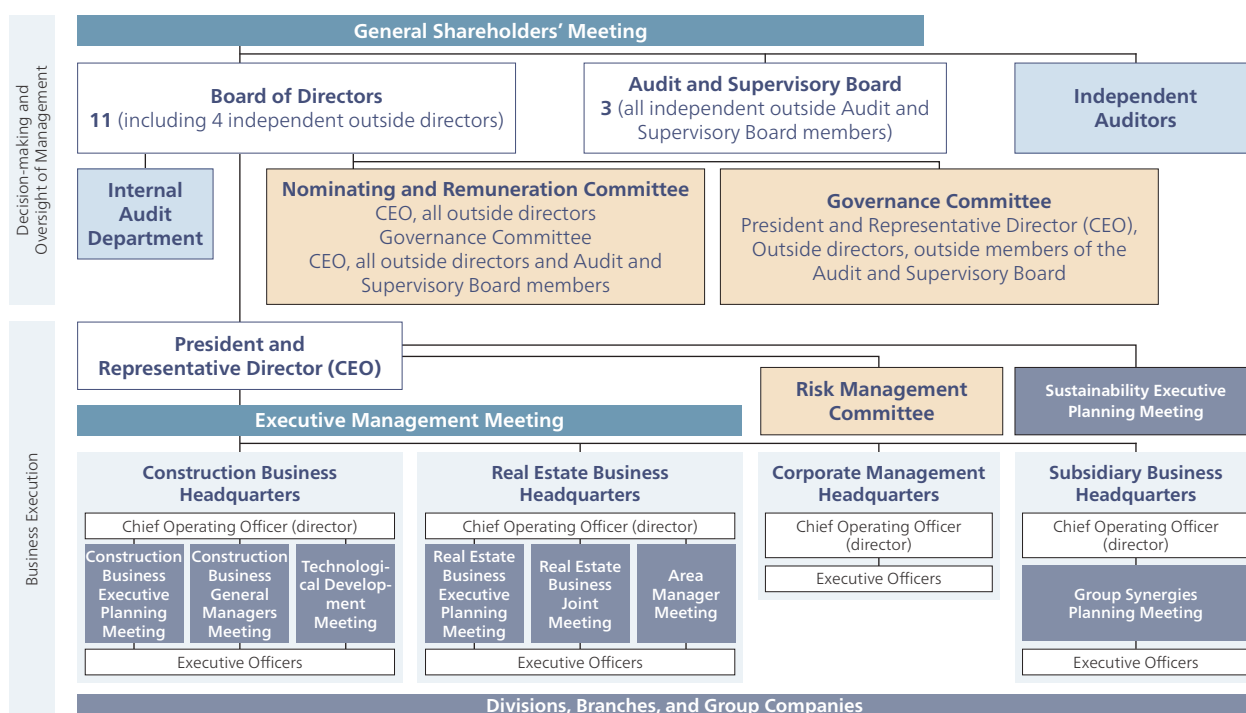 Decision-making and
Oversight of Management
General Shareholders’ Meeting
Board of Directors
11 (including 4 independent outside directors)
Audit and Supervisory Board
3 (all independent outside Audit and
Supervisory Board members)
Independent
Auditors
Internal
Audit
Department
Nominating and Remuneration Committee
CEO, all outside directors
Governance Committee
CEO, all outside directors and Audit and
Supervisory Board members
Governance Committee
President and Representative Director (CEO),
Outside directors, outside members of the
Audit and Supervisory Board
Business Execution
President and
Representative Director (CEO)
Risk Management
Committee
Sustainability Executive
Planning Meeting
Executive Management Meeting
Construction Business
Headquarters
Chief Operating Officer (director)
Construction
Business
Executive
Planning
Meeting
Construction
Business
General
Managers
Meeting
Technologi-
cal Develop-
ment
Meeting
Executive Officers
Real Estate Business
Headquarters
Chief Operating Officer (director)
Real Estate
Business
Executive
Planning
Meeting
Real Estate
Business
Joint
Meeting
Area
Manager
Meeting
Executive Officers
Corporate Management
Headquarters
Chief Operating Officer
(director)
Executive Officers
Subsidiary Business
Headquarters
Chief Operating Officer
(director)
Group Synergies
Planning Meeting
Executive Officers
Divisions, Branches, and Group Companies